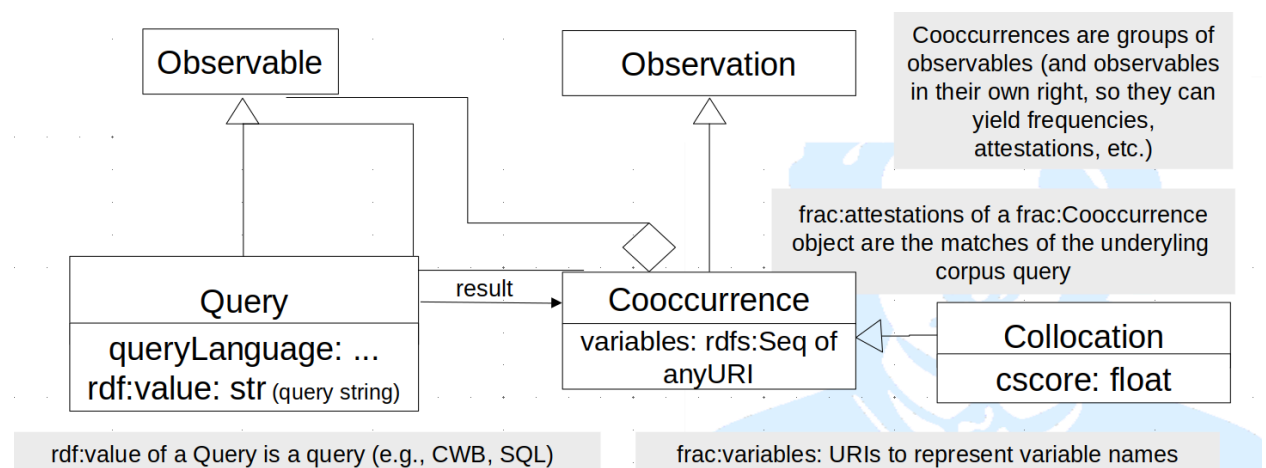 Observable
Observation
Cooccurrences are groups of
observables (and observables
in their own right, so they can
yield frequencies,
attestations, etc.)
frac:attestations of a frac:Cooccurrence
object are the matches of the underyling
corpus query
Query
queryLanguage: ...
rdf:value: str (query string)
result
Cooccurrence
variables: rdfs:Seq of
anyURI
Collocation
cscore: float
rdf:value of a Query is a query (e.g., CWB, SQL)
frac:variables: URIs to represent variable names